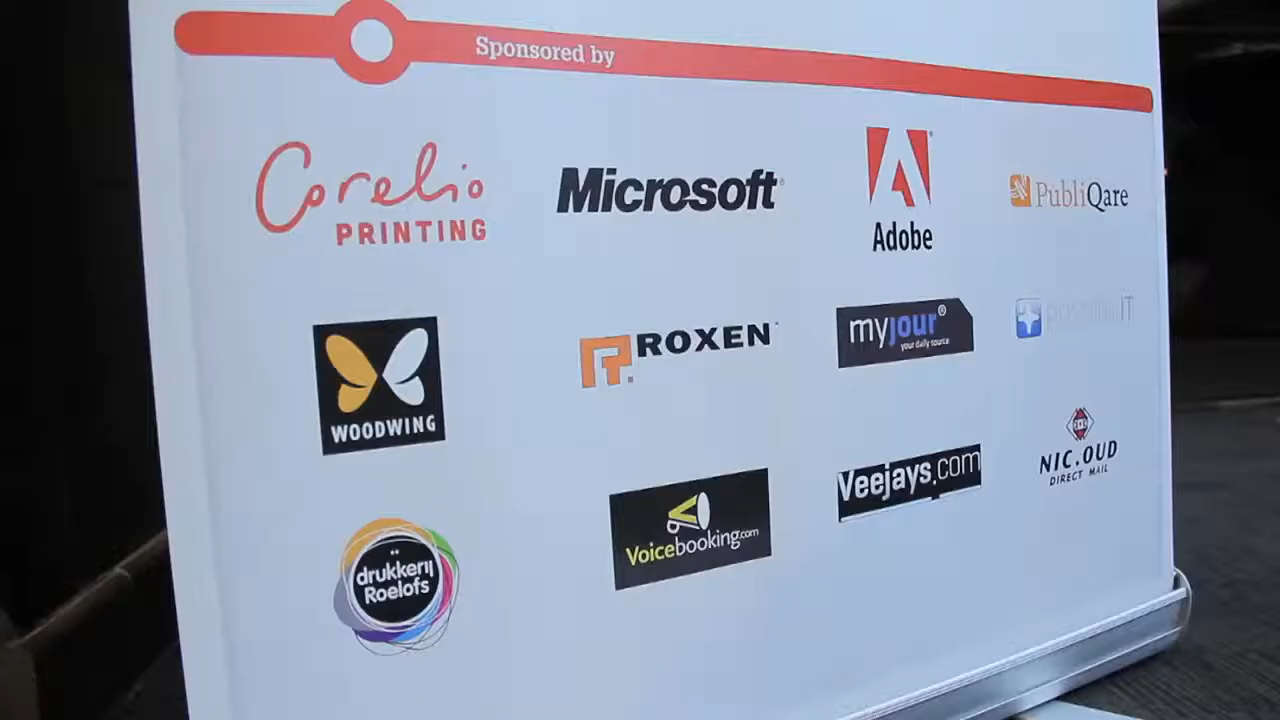 Sponsored by
Corelio
PRINTING
Microsoft
Adobe
PubliQare
WOODWING
ROXEN
myjour®
your daily source
IT
drukkerij
Roelofs
Voicebooking.com
Veejays.com
NIC.OUD
DIRECT MAIL